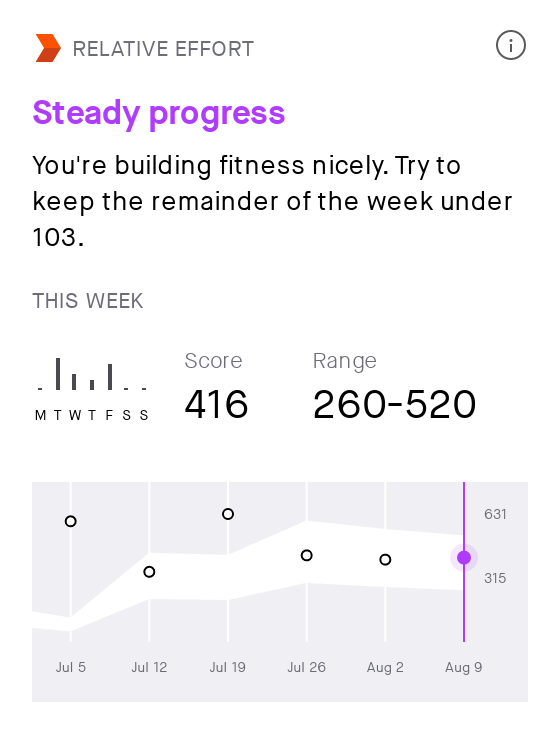 RELATIVE EFFORT
Steady progress
You're building fitness nicely. Try to
keep the remainder of the week under
103.
THIS WEEK
Score
Range
M T W T F S S
416
260-520
631
315
Jul 5
Jul 12
Jul 19
Jul 26
Aug 2
Aug 9